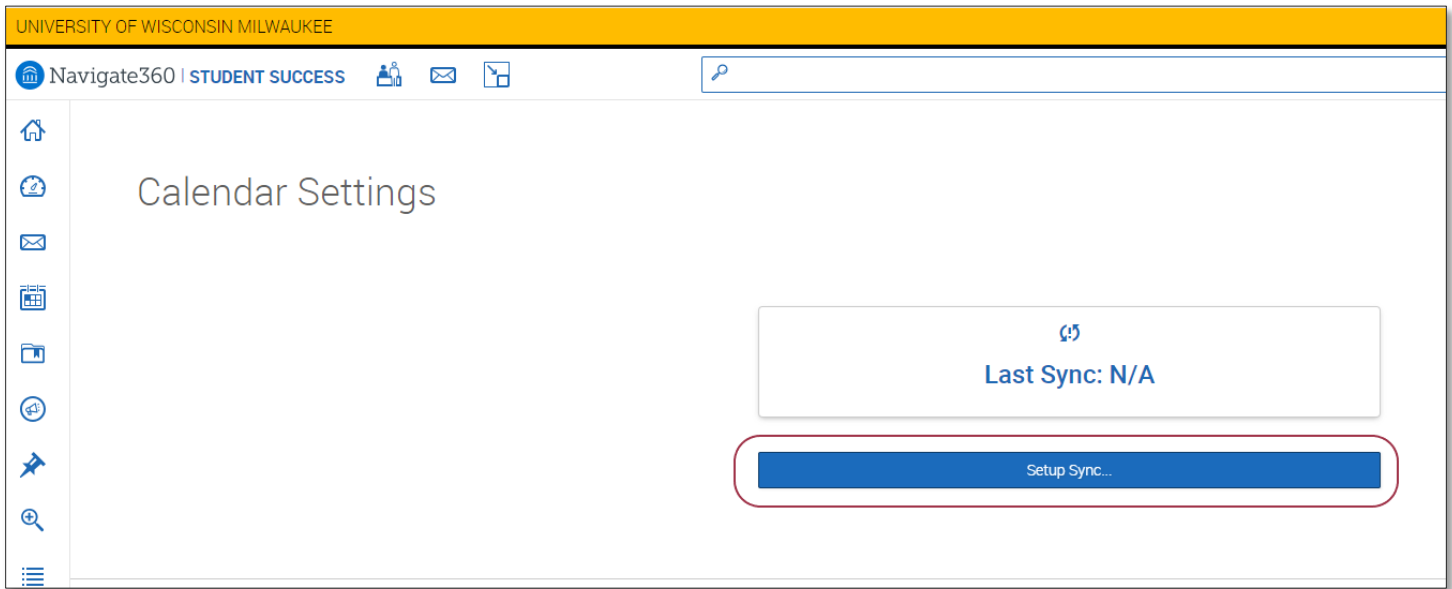 UNIVERSITY OF WISCONSIN MILWAUKEE
Navigate360 | STUDENT SUCCESS
Calendar Settings
Last Sync: N/A
Setup Sync...